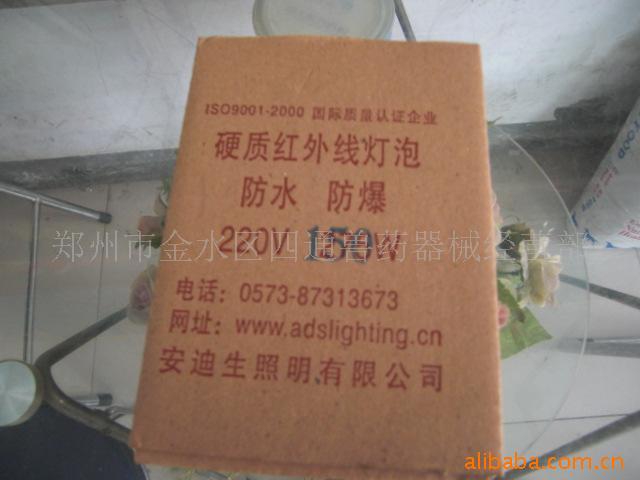 ISO9001-2000 国际质量认证企业
硬质红外线灯泡
防水 防爆
220V 150W
郑州市金水区四通兽药器械经营部
电话：0573-87313673
网址：www.adslighting.cn
安迪生照明有限公司
alibaba.com.cn